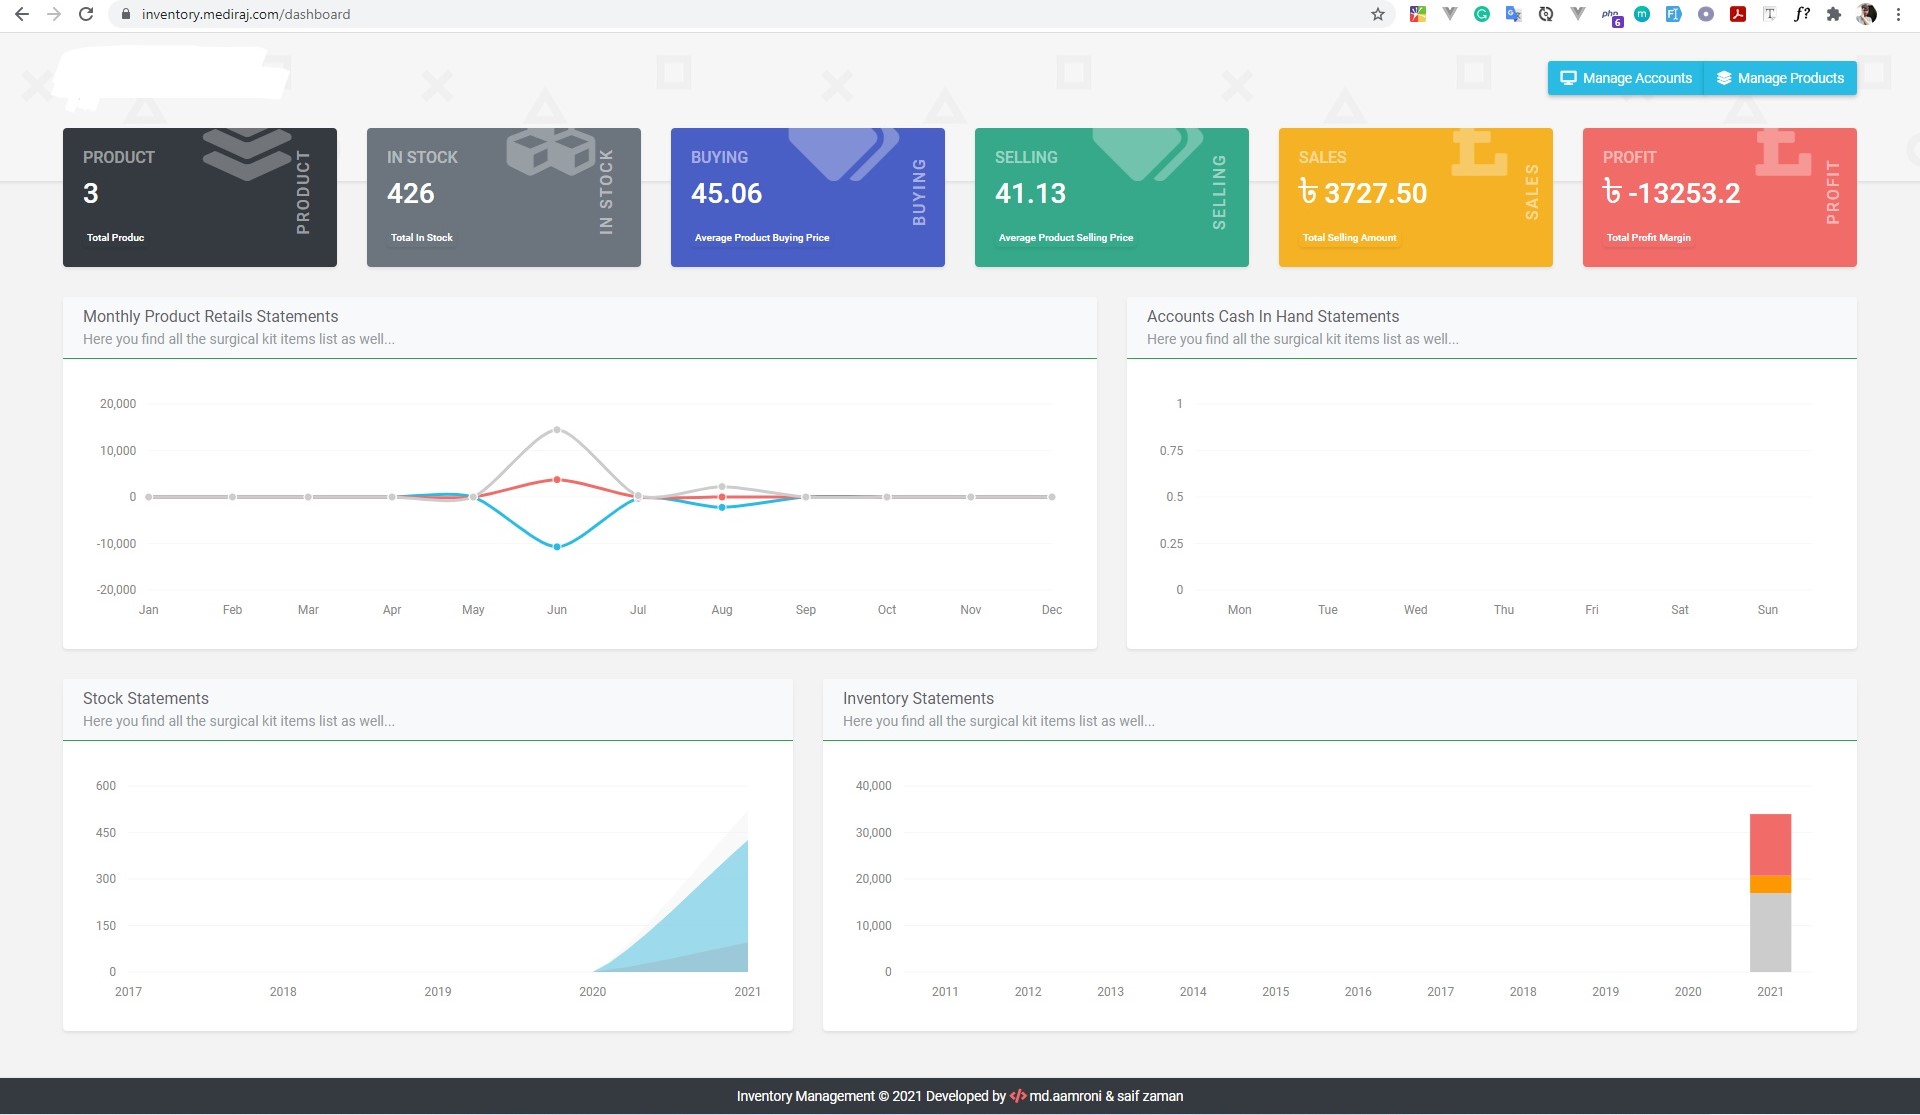 inventory.mediraj.com/dashboard
Manage Accounts
Manage Products
PRODUCT
3
Total Produc
PRODUCT
IN STOCK
426
Total In Stock
IN STOCK
BUYING
45.06
Average Product Buying Price
BUYING
SELLING
41.13
Average Product Selling Price
SELLING
SALES
৳ 3727.50
Total Selling Amount
SALES
PROFIT
৳ -13253.2
Total Profit Margin
PROFIT
Monthly Product Retails Statements
Here you find all the surgical kit items list as well...
20,000
10,000
0
-10,000
-20,000
Jan Feb Mar Apr May Jun Jul Aug Sep Oct Nov Dec
Accounts Cash In Hand Statements
Here you find all the surgical kit items list as well...
1
0.75
0.5
0.25
0
Mon Tue Wed Thu Fri Sat Sun
Stock Statements
Here you find all the surgical kit items list as well...
600
450
300
150
0
2017 2018 2019 2020 2021
Inventory Statements
Here you find all the surgical kit items list as well...
40,000
30,000
20,000
10,000
0
2011 2012 2013 2014 2015 2016 2017 2018 2019 2020 2021
Inventory Management © 2021 Developed by </> md.aamroni & saif zaman